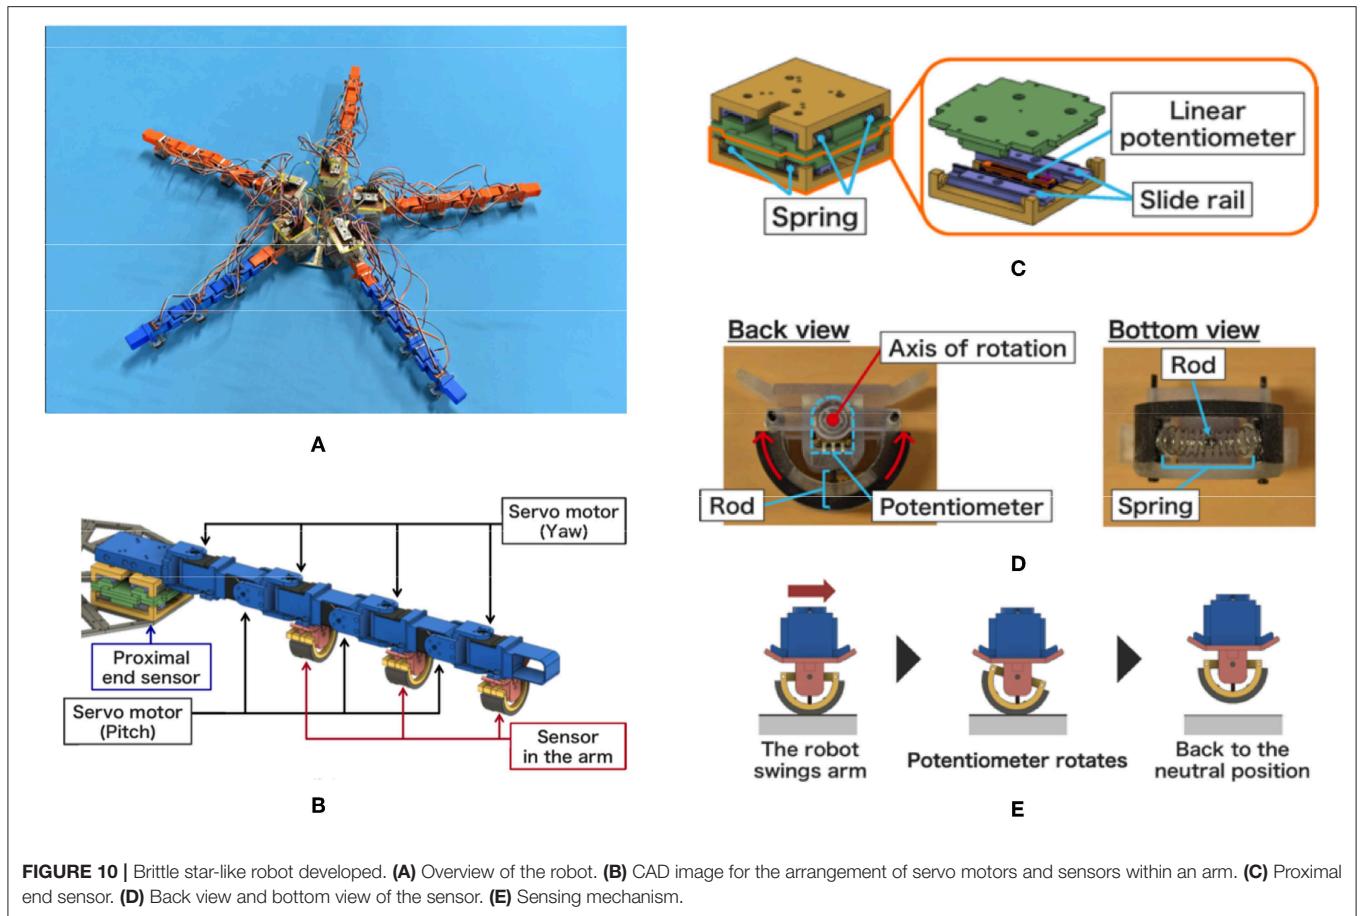 A
Servo motor
(Yaw)
Proximal
end sensor
Servo motor
(Pitch)
Sensor
in the arm
B
Linear
potentiometer
Spring
Slide rail
C
Back view
Axis of rotation
Rod
Potentiometer
Bottom view
Rod
Spring
D
The robot
swings arm
Potentiometer rotates
Back to the
neutral position
E
FIGURE 10 | Brittle star-like robot developed. (A) Overview of the robot. (B) CAD image for the arrangement of servo motors and sensors within an arm. (C) Proximal
end sensor. (D) Back view and bottom view of the sensor. (E) Sensing mechanism.